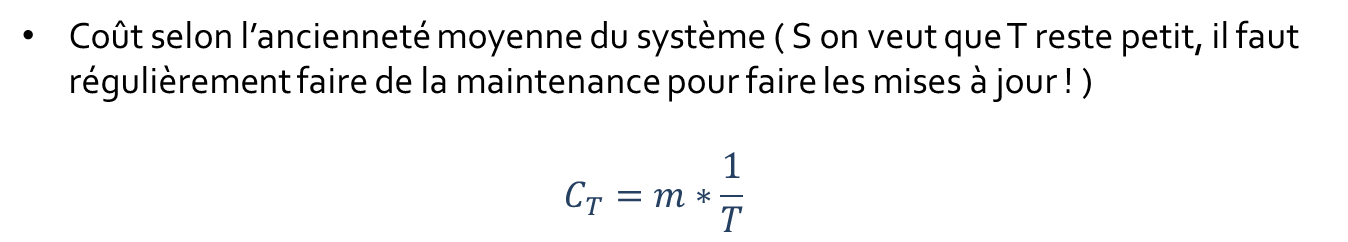 • Coût selon l’ancienneté moyenne du système ( S on veut que T reste petit, il faut
régulièrement faire de la maintenance pour faire les mises à jour ! )
C_T = m * 1/T